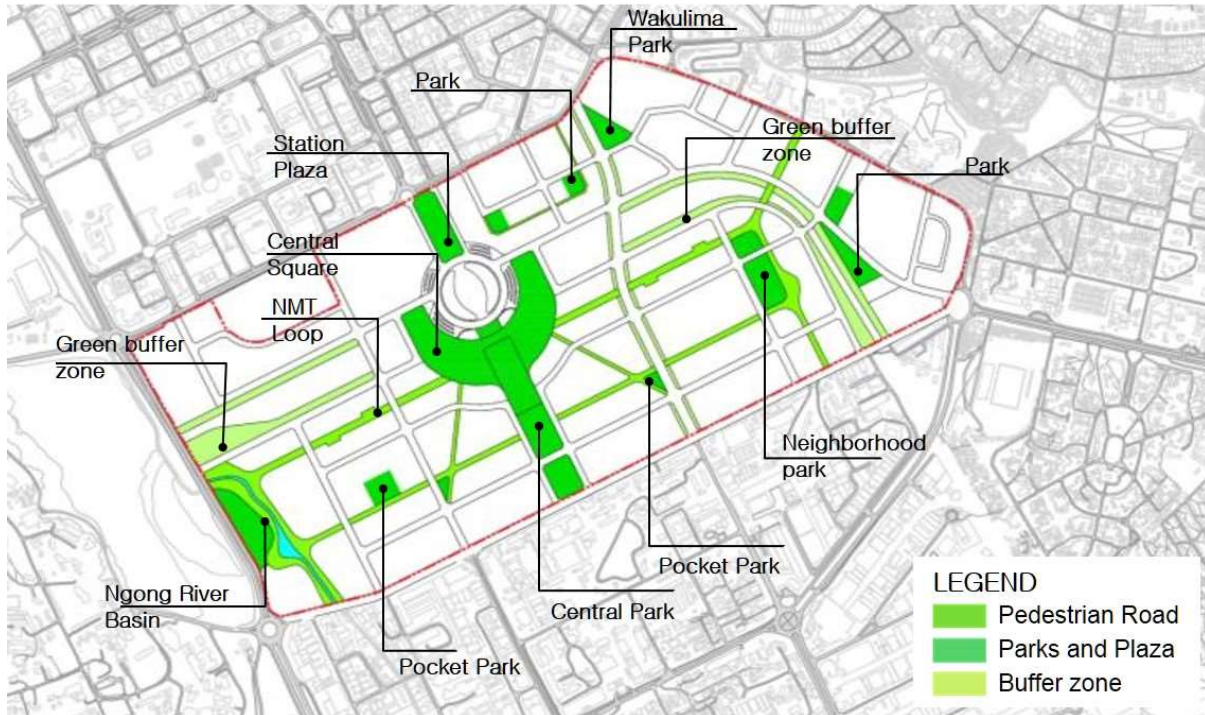 Wakulima
Park
Park
Green buffer
zone
Station
Plaza
Park
Central
Square
NMT
Loop
Green buffer
zone
Neighborhood
park
Pocket Park
Ngong River
Basin
Central Park
Pocket Park
LEGEND
Pedestrian Road
Parks and Plaza
Buffer zone